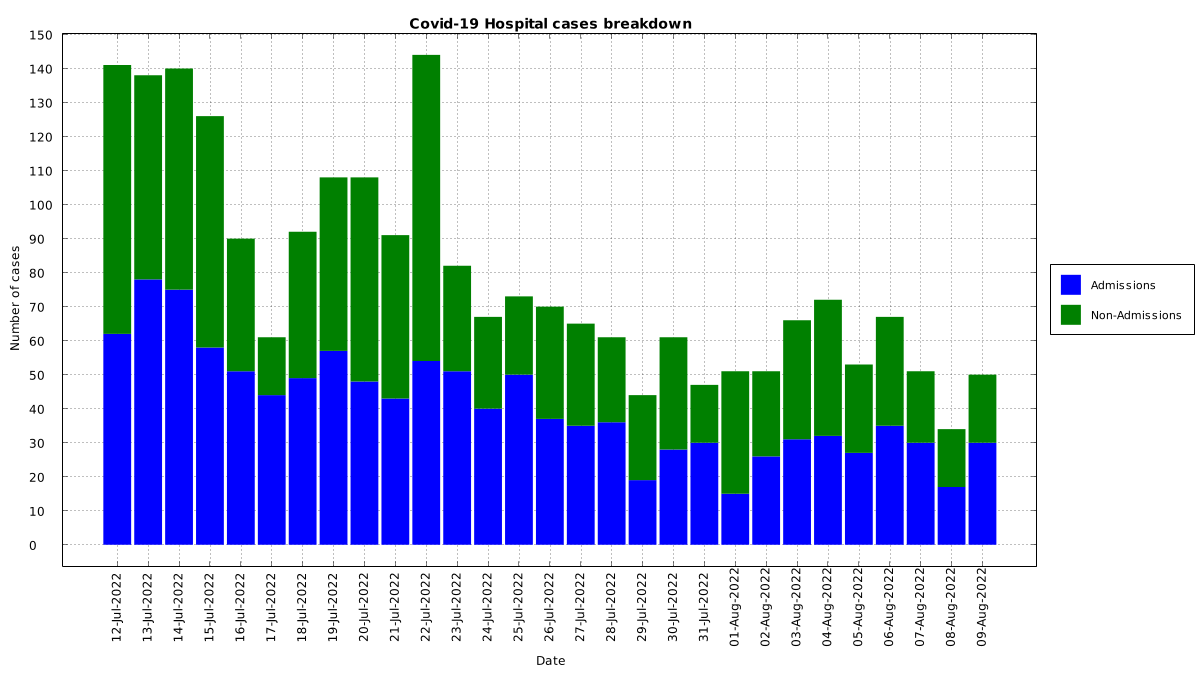 Covid-19 Hospital cases breakdown
150
140
130
120
110
100
90
80
70
60
50
40
30
20
10
0
Number of cases
12-Jul-2022
13-Jul-2022
14-Jul-2022
15-Jul-2022
16-Jul-2022
17-Jul-2022
18-Jul-2022
19-Jul-2022
20-Jul-2022
21-Jul-2022
22-Jul-2022
23-Jul-2022
24-Jul-2022
25-Jul-2022
26-Jul-2022
27-Jul-2022
28-Jul-2022
29-Jul-2022
30-Jul-2022
31-Jul-2022
01-Aug-2022
02-Aug-2022
03-Aug-2022
04-Aug-2022
05-Aug-2022
06-Aug-2022
07-Aug-2022
08-Aug-2022
09-Aug-2022
Date
Admissions
Non-Admissions